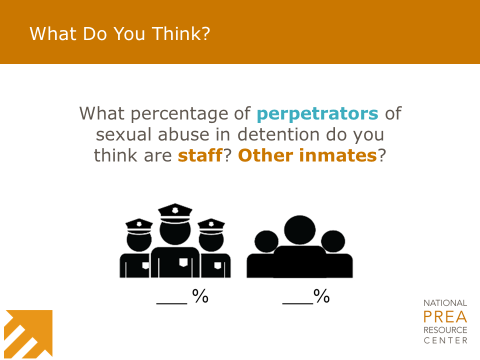 What Do You Think?
What percentage of perpetrators of
sexual abuse in detention do you
think are staff? Other inmates?
___ % ___%
NATIONAL
PREA
RESOURCE
CENTER